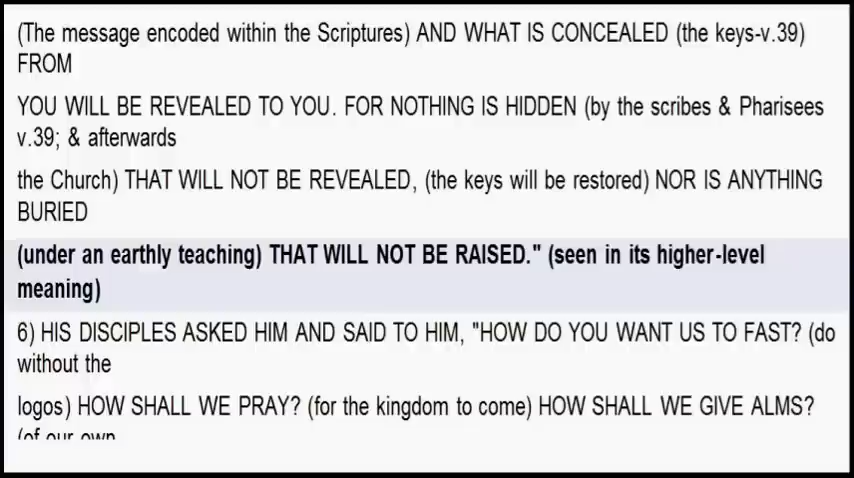 (The message encoded within the Scriptures) AND WHAT IS CONCEALED (the keys-v.39)
FROM
YOU WILL BE REVEALED TO YOU. FOR NOTHING IS HIDDEN (by the scribes & Pharisees
v.39; & afterwards
the Church) THAT WILL NOT BE REVEALED, (the keys will be restored) NOR IS ANYTHING
BURIED
(under an earthly teaching) THAT WILL NOT BE RAISED." (seen in its higher-level
meaning)
6) HIS DISCIPLES ASKED HIM AND SAID TO HIM, "HOW DO YOU WANT US TO FAST? (do
without the
logos) HOW SHALL WE PRAY? (for the kingdom to come) HOW SHALL WE GIVE ALMS?
(of our own